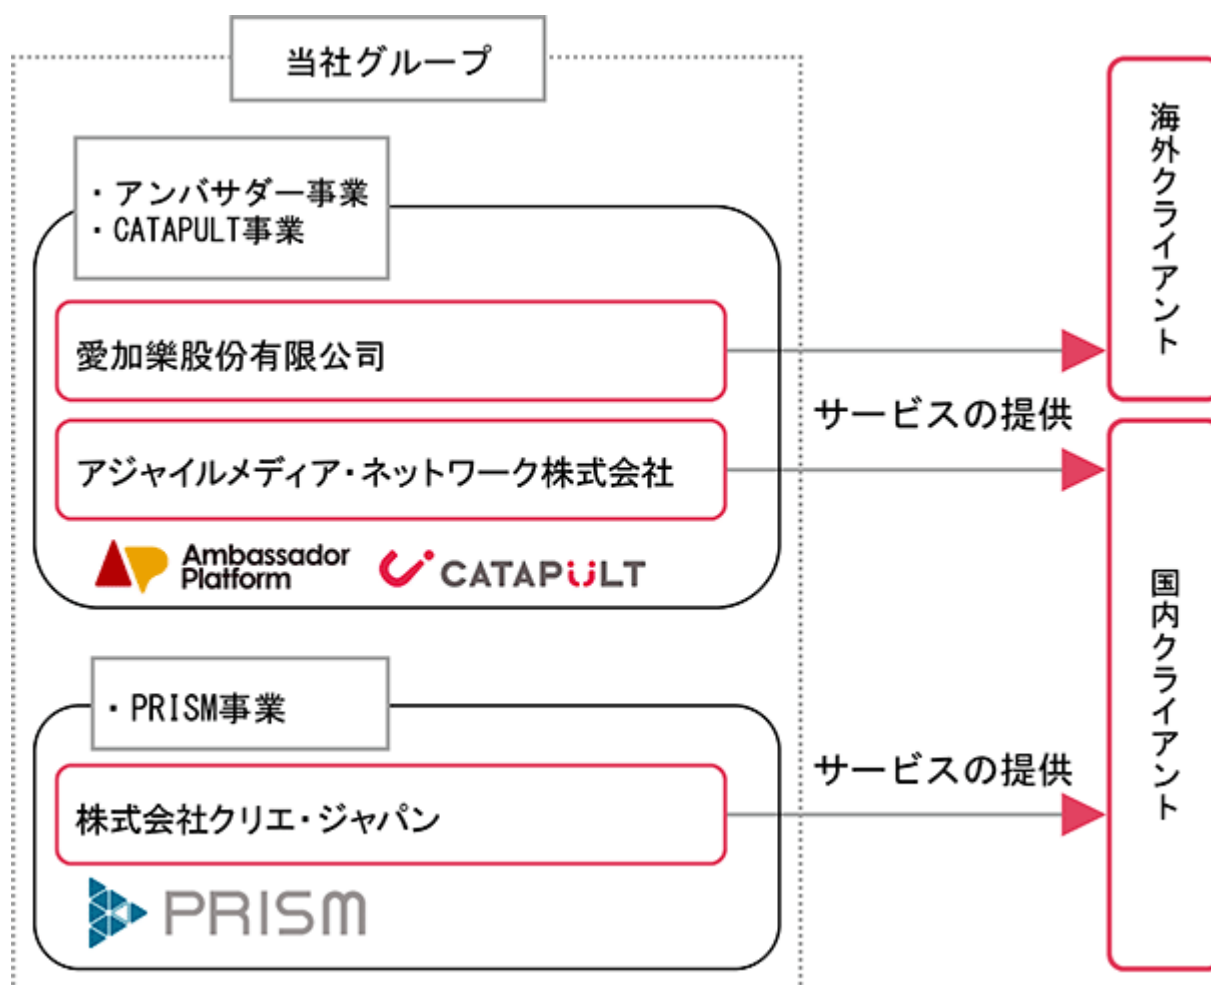 当社グループ
・アンバサダー事業
・CATAPULT事業
愛加樂股份有限公司
アジャイルメディア・ネットワーク株式会社
Ambassador
Platform
CATAPULT
サービスの提供
海外クライアント
・PRISM事業
株式会社クリエ・ジャパン
PRISM
サービスの提供
国内クライアント